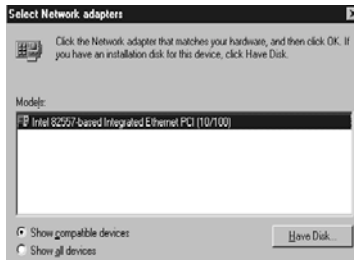 Select Network adapters
Click the Network adapter that matches your hardware, and then click OK. If
you have an installation disk for this device, click Have Disk.
Models:
Intel 82557-based Integrated Ethernet PCI (10/100)
Show compatible devices
Have Disk...
Show all devices